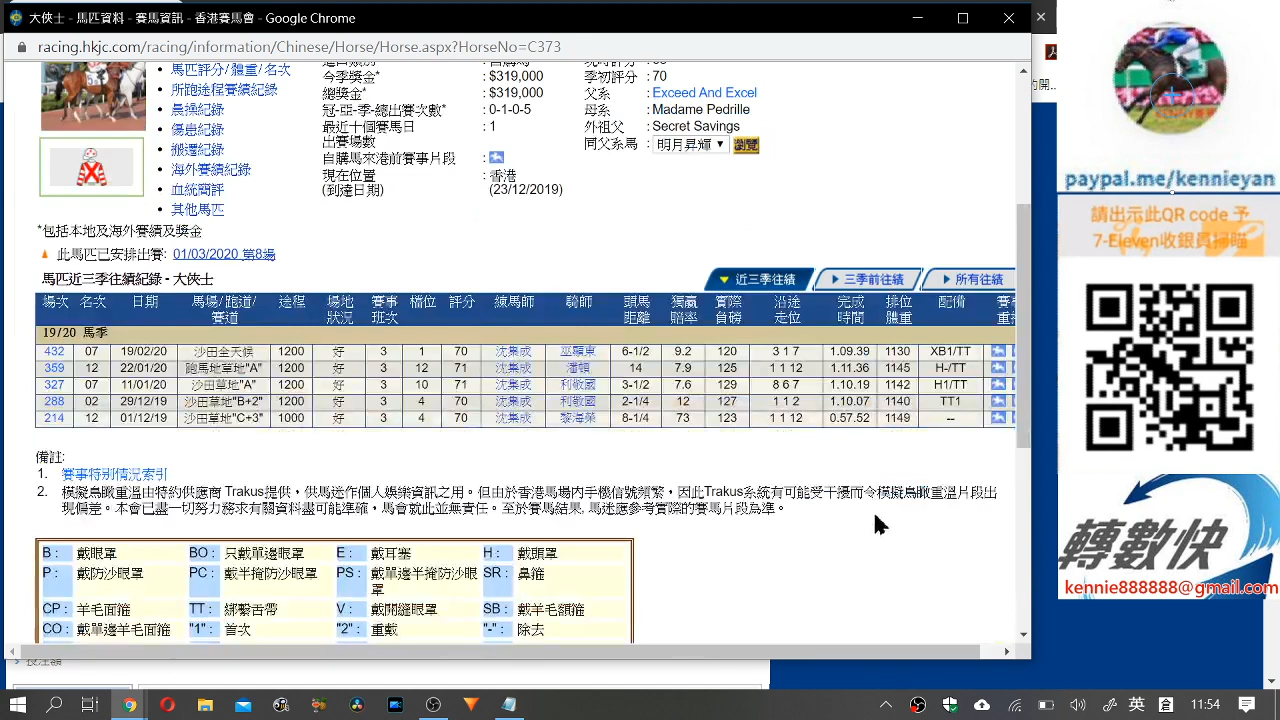 大俠士 - 馬匹資料 - 賽馬資訊 - 香港賽馬會 - Google Chrome
racing.hkjc.com/racing/information/Chinese/Horse/Horse.aspx?HorseNo=C373
• 馬匹評分/體重/名次
• 所跑途程賽績紀錄
• 晨操紀錄
• 傷患紀錄
• 搬遷紀錄
• 海外賽績紀錄
• 血統簡評
• 其他馬匹
今季獎金* : $319,000
總獎金* : $319,000
冠-亞-季-總出賽次數* : 0-1-0-5
最近十個賽馬日 : 1
出賽場數
自購馬來港前賽事片段 :
現在位置 : 香港
(到達日期) (23/12/2019)
季初評分 : 70
父系 : Exceed And Excel
母系 : Madame Pedrille
外祖父 : Secret Savings
同父系馬 : 明月昇輝 瀏覽
*包括本地及海外賽績及獎金
此馬匹已安排出賽: 01/03/2020 第8場
馬匹近三季往績紀錄 - 大俠士
近三季往績 三季前往績 所有往績
場次 名次 日期 馬場/跑道/賽道 途程 場地狀況 賽事班次 檔位 評分 練馬師 騎師 頭馬距離 獨贏賠率 實際負磅 沿途走位 完成時間 排位體重 配備
19/20 馬季
432 07 19/02/20 沙田全天候 1200 好 3 1 70 沈集成 巫顯東 6-1/2 9.2 120 3 1 7 1.09.39 1130 XB1/TT
359 12 22/01/20 跑馬地草地"A" 1200 好 3 12 71 沈集成 潘頓 14 7.9 125 1 1 12 1.11.36 1145 H-/TT
327 07 11/01/20 沙田草地"A" 1200 好 3 10 71 沈集成 利敬國 3-1/2 7.6 129 8 6 7 1.10.19 1142 H1/TT
288 02 29/12/19 沙田草地"B+2" 1200 好 3 4 70 沈集成 利敬國 2-1/4 12 127 1 1 2 1.10.07 1140 TT1
214 12 01/12/19 沙田草地"C+3" 1000 好 3 4 70 沈集成 黎海榮 8-1/4 73 123 1 1 12 0.57.52 1149 --
備註:
1. 賽事特別情況索引
2. 模擬鳥瞰重溫由特約供應商 Trakus提供，供馬迷作個人娛樂資訊之用。但由於香港馬場內手機信號頻繁，因此Trakus系統有可能受干擾而令模擬鳥瞰重溫片段出
現偏差。本會已盡一切努力務求有關資料盡可能準確，馬會就此並無責任。至於賽馬結果, 馬迷應參考實際的賽馬片段為準。
B : 戴眼罩 BO : 只戴單邊眼罩 E : 戴耳塞 H : 戴頭罩
P : 戴防沙眼罩 PC : 戴半掩防沙眼罩 PS : 戴單邊半掩防沙眼罩 SR : 鼻箍
CP : 羊毛面箍 TT : 綁繫舌帶 V : 戴開縫眼罩 SB : 戴羊毛額箍
CO : 戴單邊羊毛面箍 "1" : 首次 "2" : 重戴 "-" : 除去
投注額
paypal.me/kennieyan
請出示此QR code 予
7-Eleven收銀員掃瞄
轉數快
kennie888888@gmail.com
英
11:54